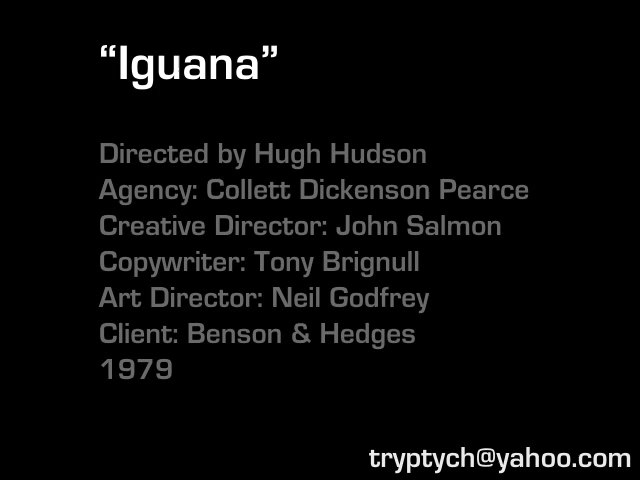 “Iguana”
Directed by Hugh Hudson
Agency: Collett Dickenson Pearce
Creative Director: John Salmon
Copywriter: Tony Brignull
Art Director: Neil Godfrey
Client: Benson & Hedges
1979
tryptych@yahoo.com